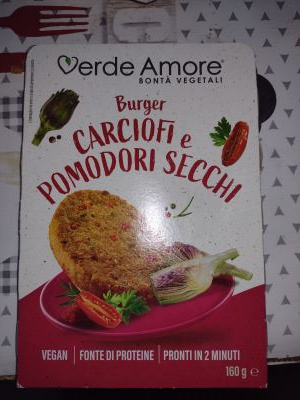 Verde Amore®
BONTÀ VEGETALI
Burger
CARCIOFI e
POMODORI SECCHI
VEGAN | FONTE DI PROTEINE | PRONTI IN 2 MINUTI
160 g ℮